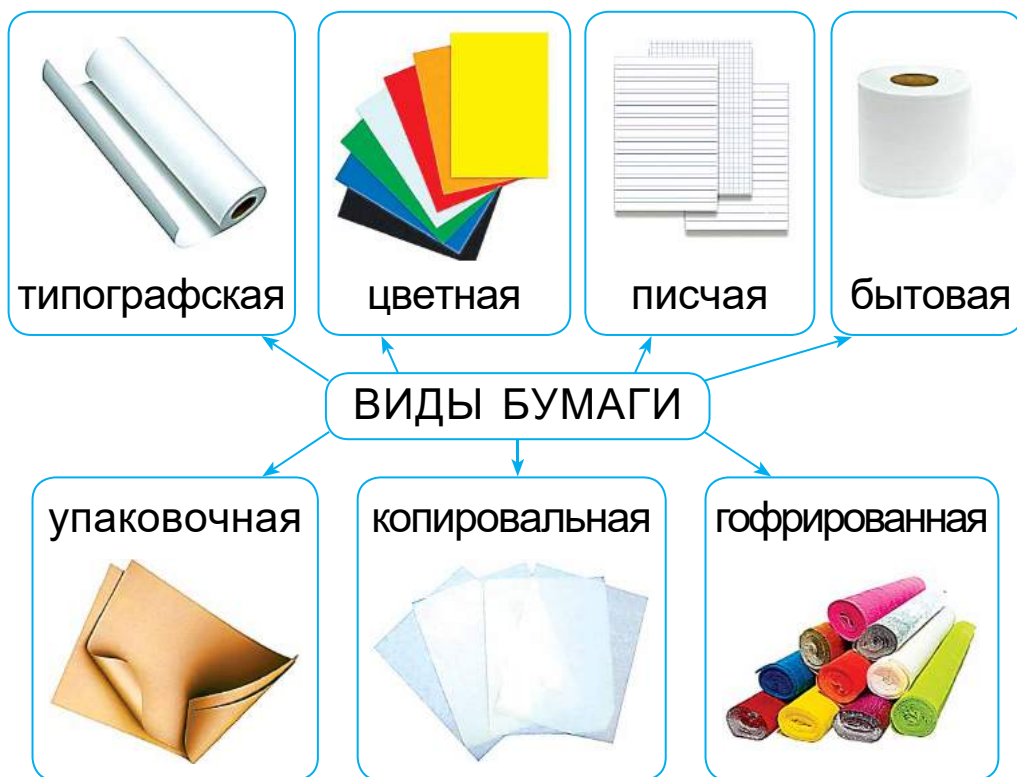 типографская
цветная
писчая
бытовая
ВИДЫ БУМАГИ
упаковочная
копировальная
гофрированная